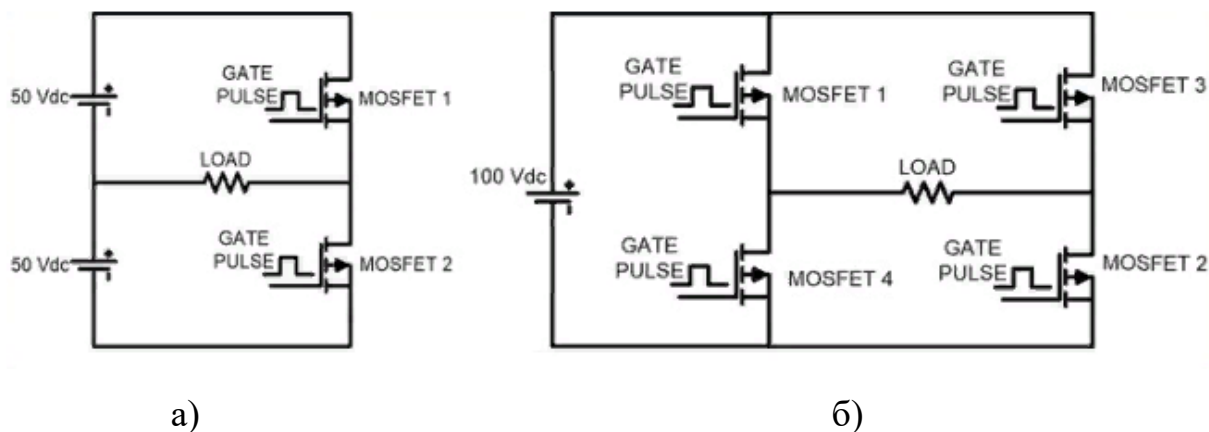 50 Vdc
GATE
PULSE
MOSFET 1
LOAD
50 Vdc
GATE
PULSE
MOSFET 2
100 Vdc
GATE
PULSE
MOSFET 1
GATE
PULSE
MOSFET 3
LOAD
GATE
PULSE
MOSFET 4
GATE
PULSE
MOSFET 2
а)
б)